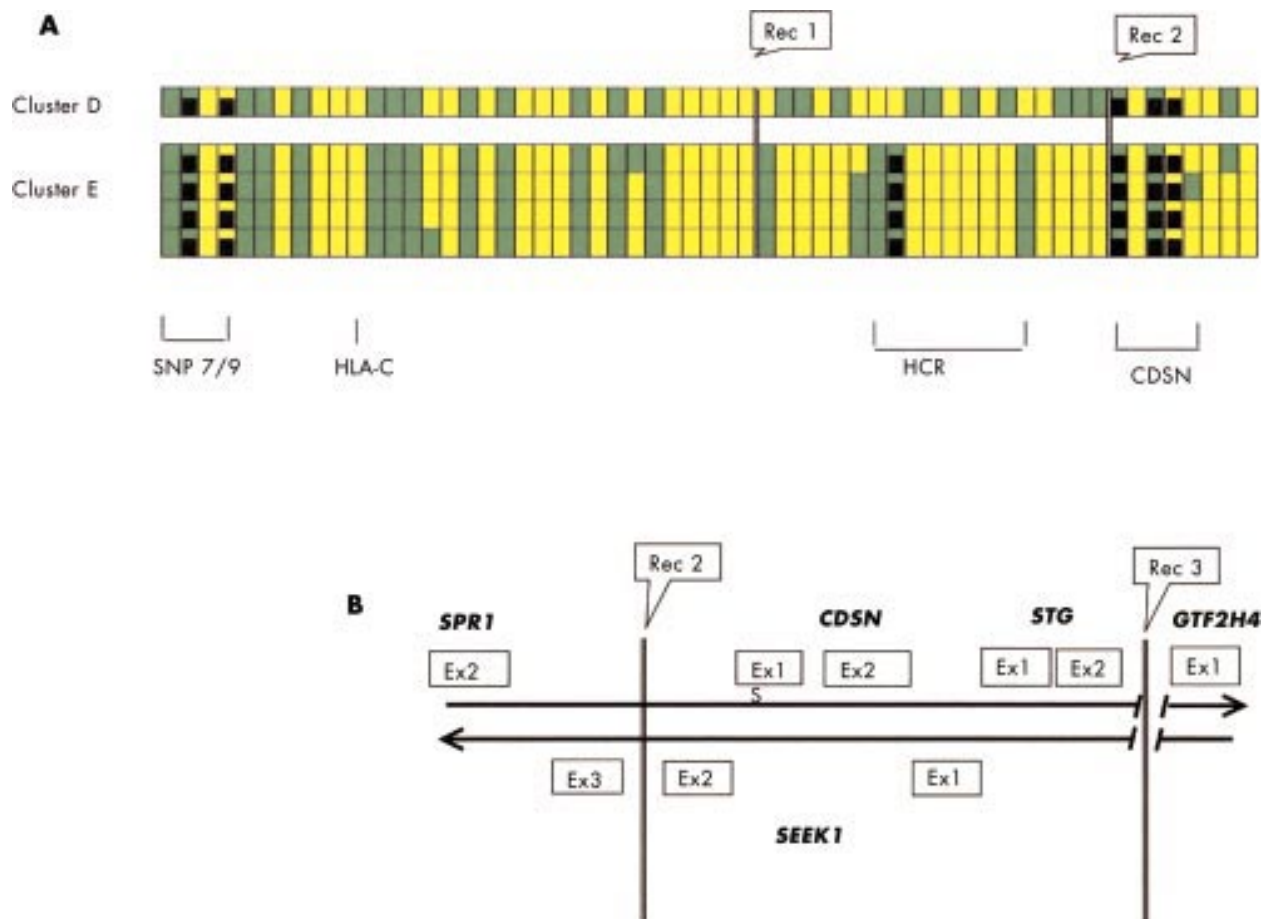 A
Rec 1
Rec 2
Cluster D
Cluster E
SNP 7/9
HLA-C
HCR
CDSN
B
Rec 2
Rec 3
SPR1
CDSN
STG
GTF2H4
Ex2
Ex1
Ex2
Ex1
Ex2
Ex1
S
Ex3
Ex2
Ex1
SEEK1